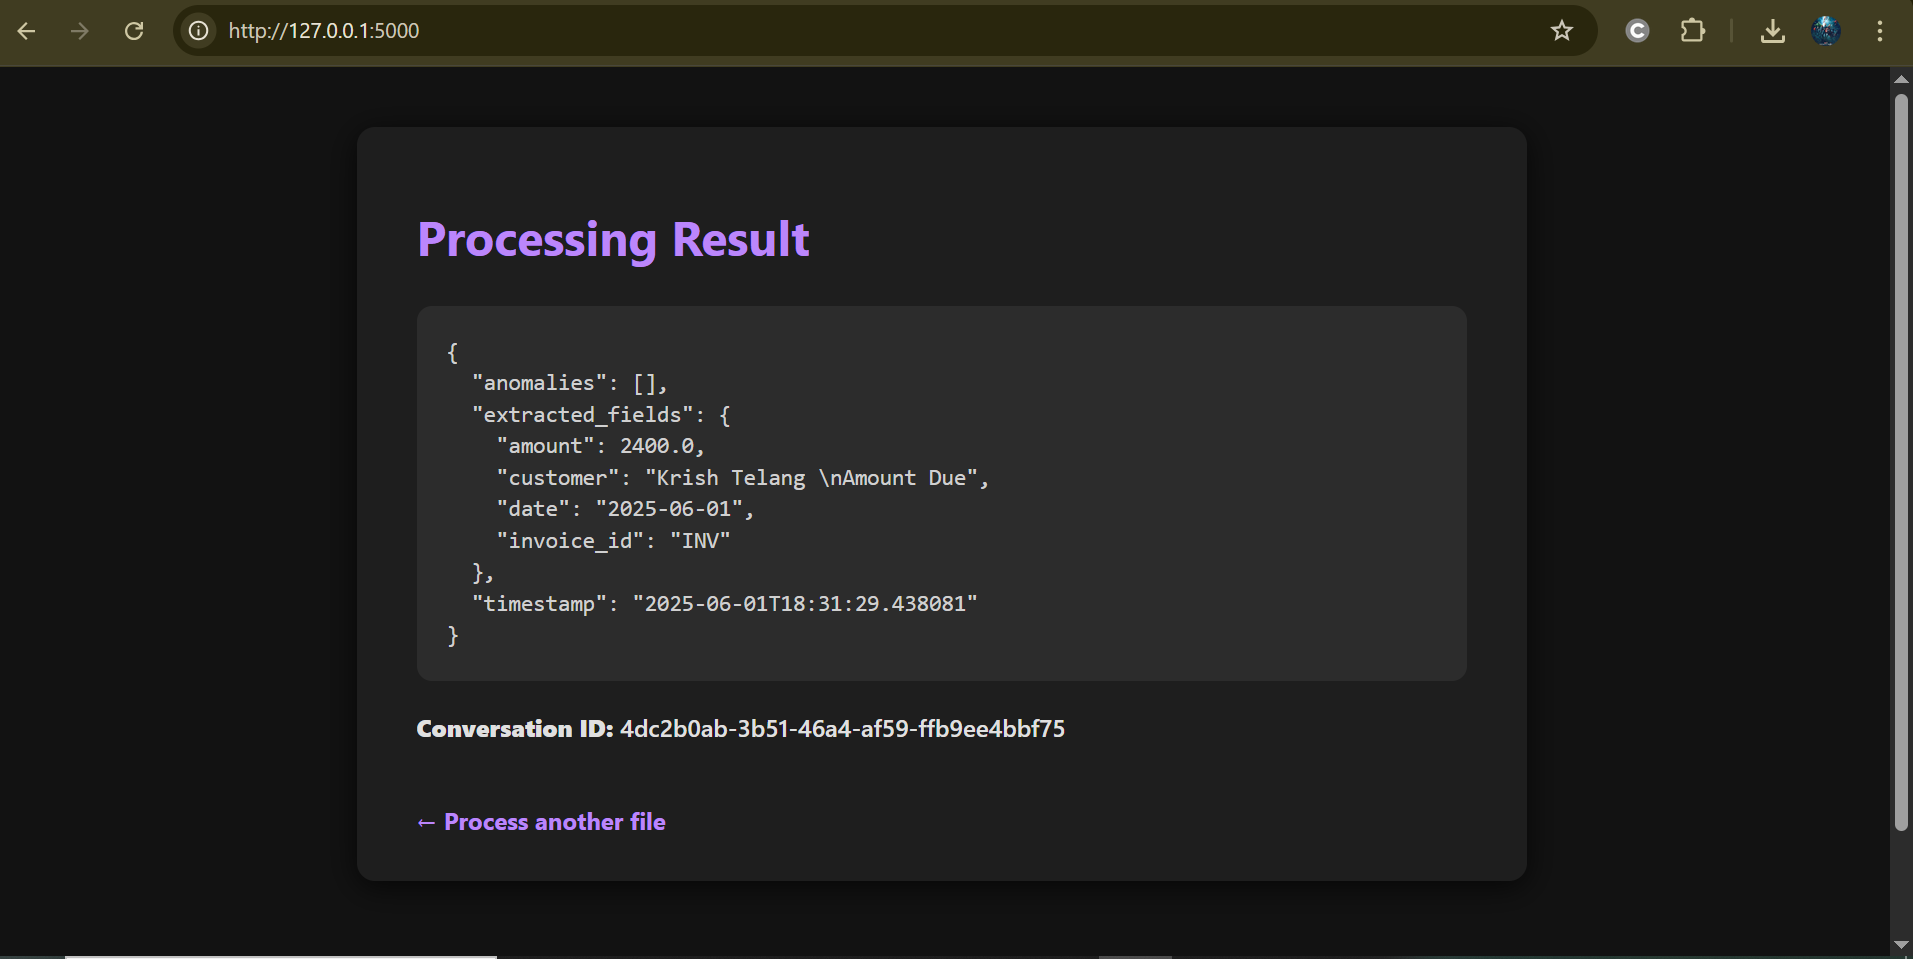 http://127.0.0.1:5000
Processing Result
{
  "anomalies": [],
  "extracted_fields": {
    "amount": 2400.0,
    "customer": "Krish Telang \nAmount Due",
    "date": "2025-06-01",
    "invoice_id": "INV"
  },
  "timestamp": "2025-06-01T18:31:29.438081"
}
Conversation ID: 4dc2b0ab-3b51-46a4-af59-ffb9ee4bbf75
← Process another file